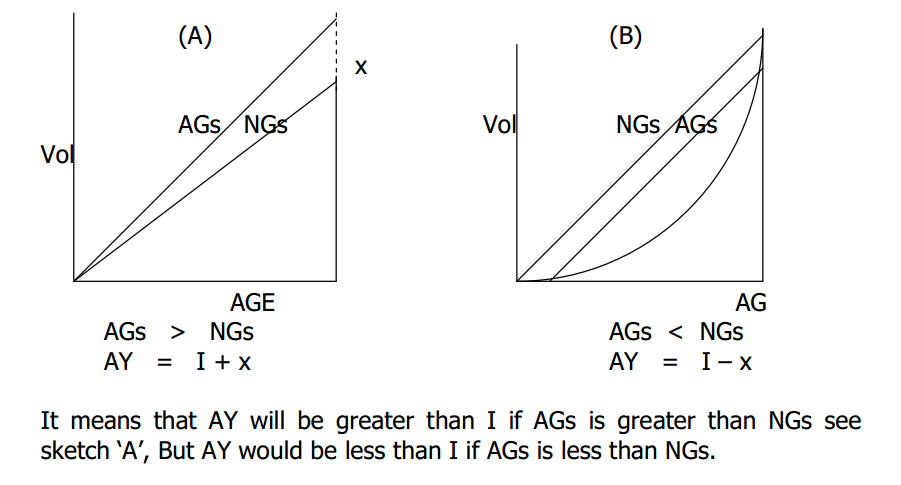 (A) (B)
x
AGs NGs Vol NGs AGs
Vol
AGE AG
AGs > NGs AGs < NGs
AY = I + x AY = I – x
It means that AY will be greater than I if AGs is greater than NGs see
sketch ‘A’, But AY would be less than I if AGs is less than NGs.